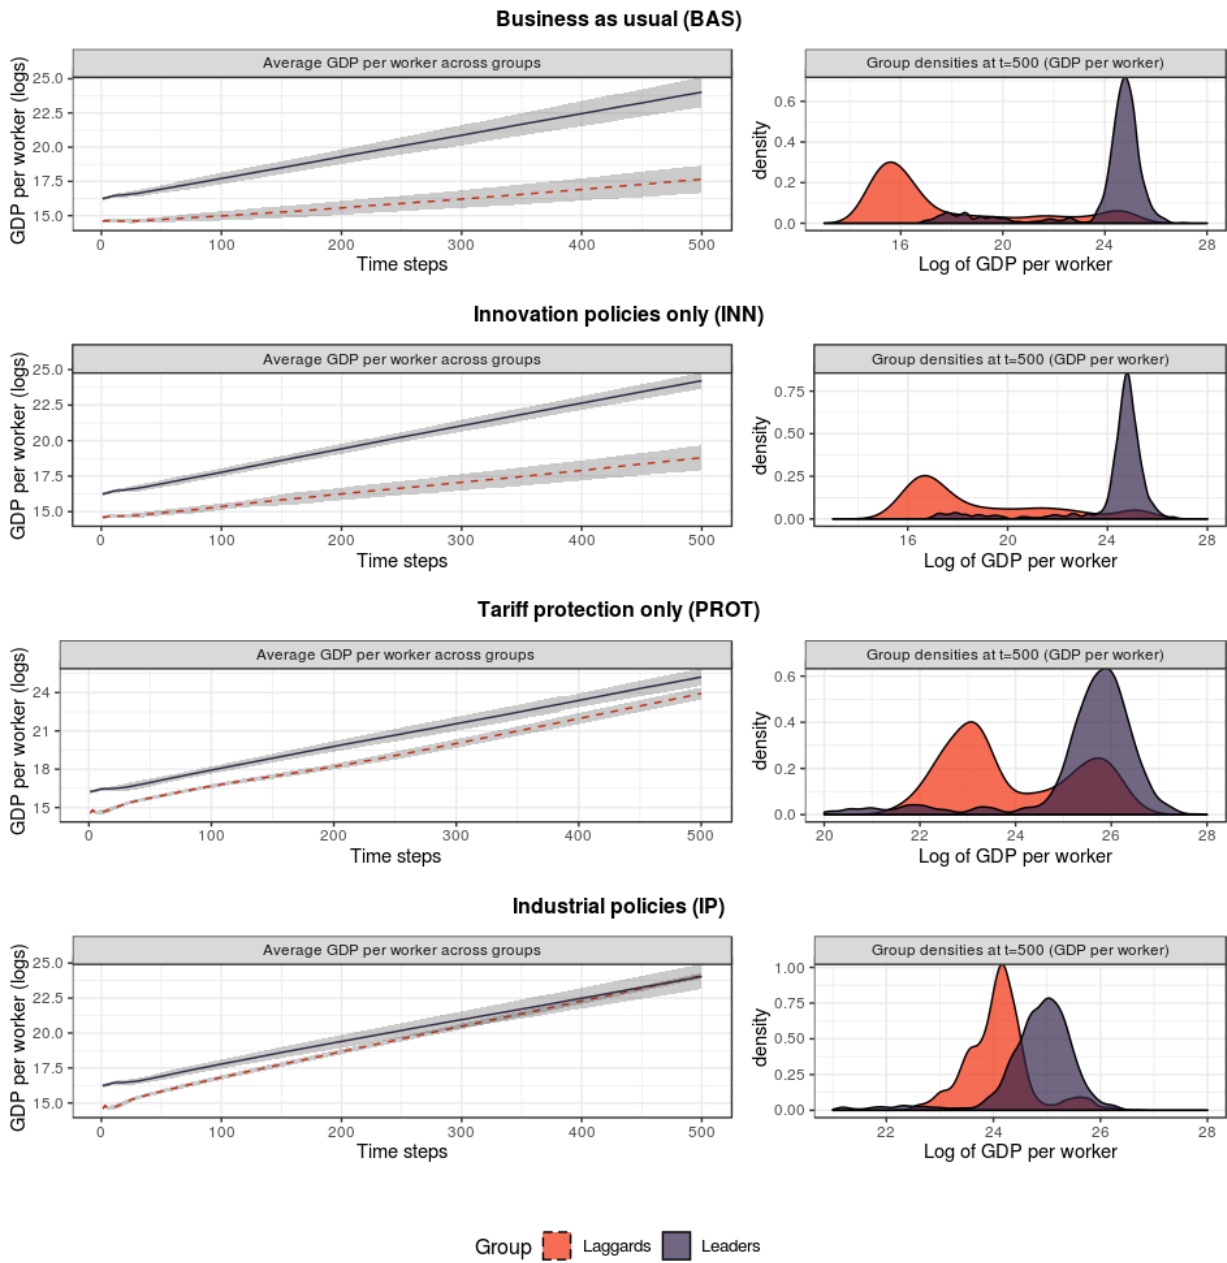 Business as usual (BAS)
Average GDP per worker across groups
GDP per worker (logs)
25.0
22.5
20.0
17.5
15.0
0 100 200 300 400 500
Time steps
Group densities at t=500 (GDP per worker)
density
0.6
0.4
0.2
0.0
16 20 24 28
Log of GDP per worker
Innovation policies only (INN)
Average GDP per worker across groups
GDP per worker (logs)
25.0
22.5
20.0
17.5
15.0
0 100 200 300 400 500
Time steps
Group densities at t=500 (GDP per worker)
density
0.75
0.50
0.25
0.00
16 20 24 28
Log of GDP per worker
Tariff protection only (PROT)
Average GDP per worker across groups
GDP per worker (logs)
24
21
18
15
0 100 200 300 400 500
Time steps
Group densities at t=500 (GDP per worker)
density
0.6
0.4
0.2
0.0
20 22 24 26 28
Log of GDP per worker
Industrial policies (IP)
Average GDP per worker across groups
GDP per worker (logs)
25.0
22.5
20.0
17.5
15.0
0 100 200 300 400 500
Time steps
Group densities at t=500 (GDP per worker)
density
1.00
0.75
0.50
0.25
0.00
22 24 26 28
Log of GDP per worker
Group Laggards Leaders